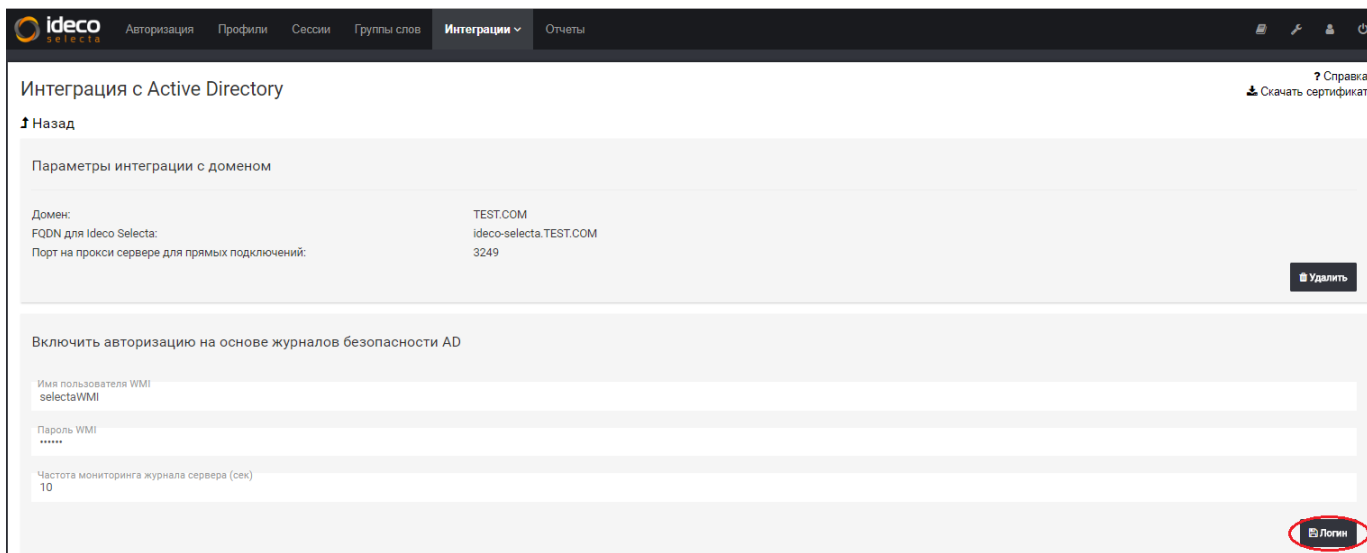 ideco
selecta
Авторизация Профили Сессии Группы слов Интеграции Отчеты
Интеграция с Active Directory
? Справка
Скачать сертификат
Назад
Параметры интеграции с доменом
Домен: TEST.COM
FQDN для Ideco Selecta: ideco-selecta.TEST.COM
Порт на прокси сервере для прямых подключений: 3249
Удалить
Включить авторизацию на основе журналов безопасности AD
Имя пользователя WMI
selectaWMI
Пароль WMI
••••••
Частота мониторинга журнала сервера (сек)
10
Логин